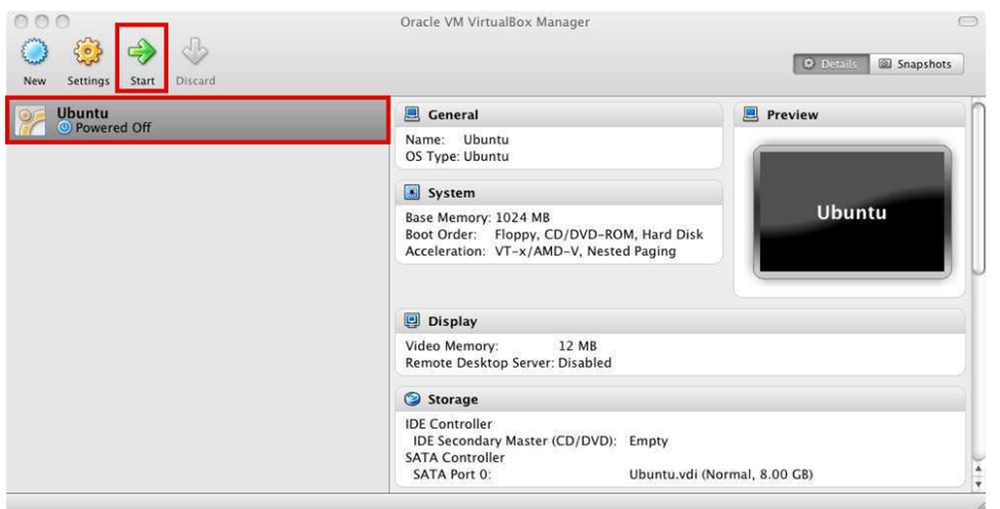 Oracle VM VirtualBox Manager
New Settings Start Discard
Details Snapshots
Ubuntu
Powered Off
General
Name: Ubuntu
OS Type: Ubuntu
System
Base Memory: 1024 MB
Boot Order: Floppy, CD/DVD-ROM, Hard Disk
Acceleration: VT-x/AMD-V, Nested Paging
Preview
Ubuntu
Display
Video Memory: 12 MB
Remote Desktop Server: Disabled
Storage
IDE Controller
IDE Secondary Master (CD/DVD): Empty
SATA Controller
SATA Port 0: Ubuntu.vdi (Normal, 8.00 GB)